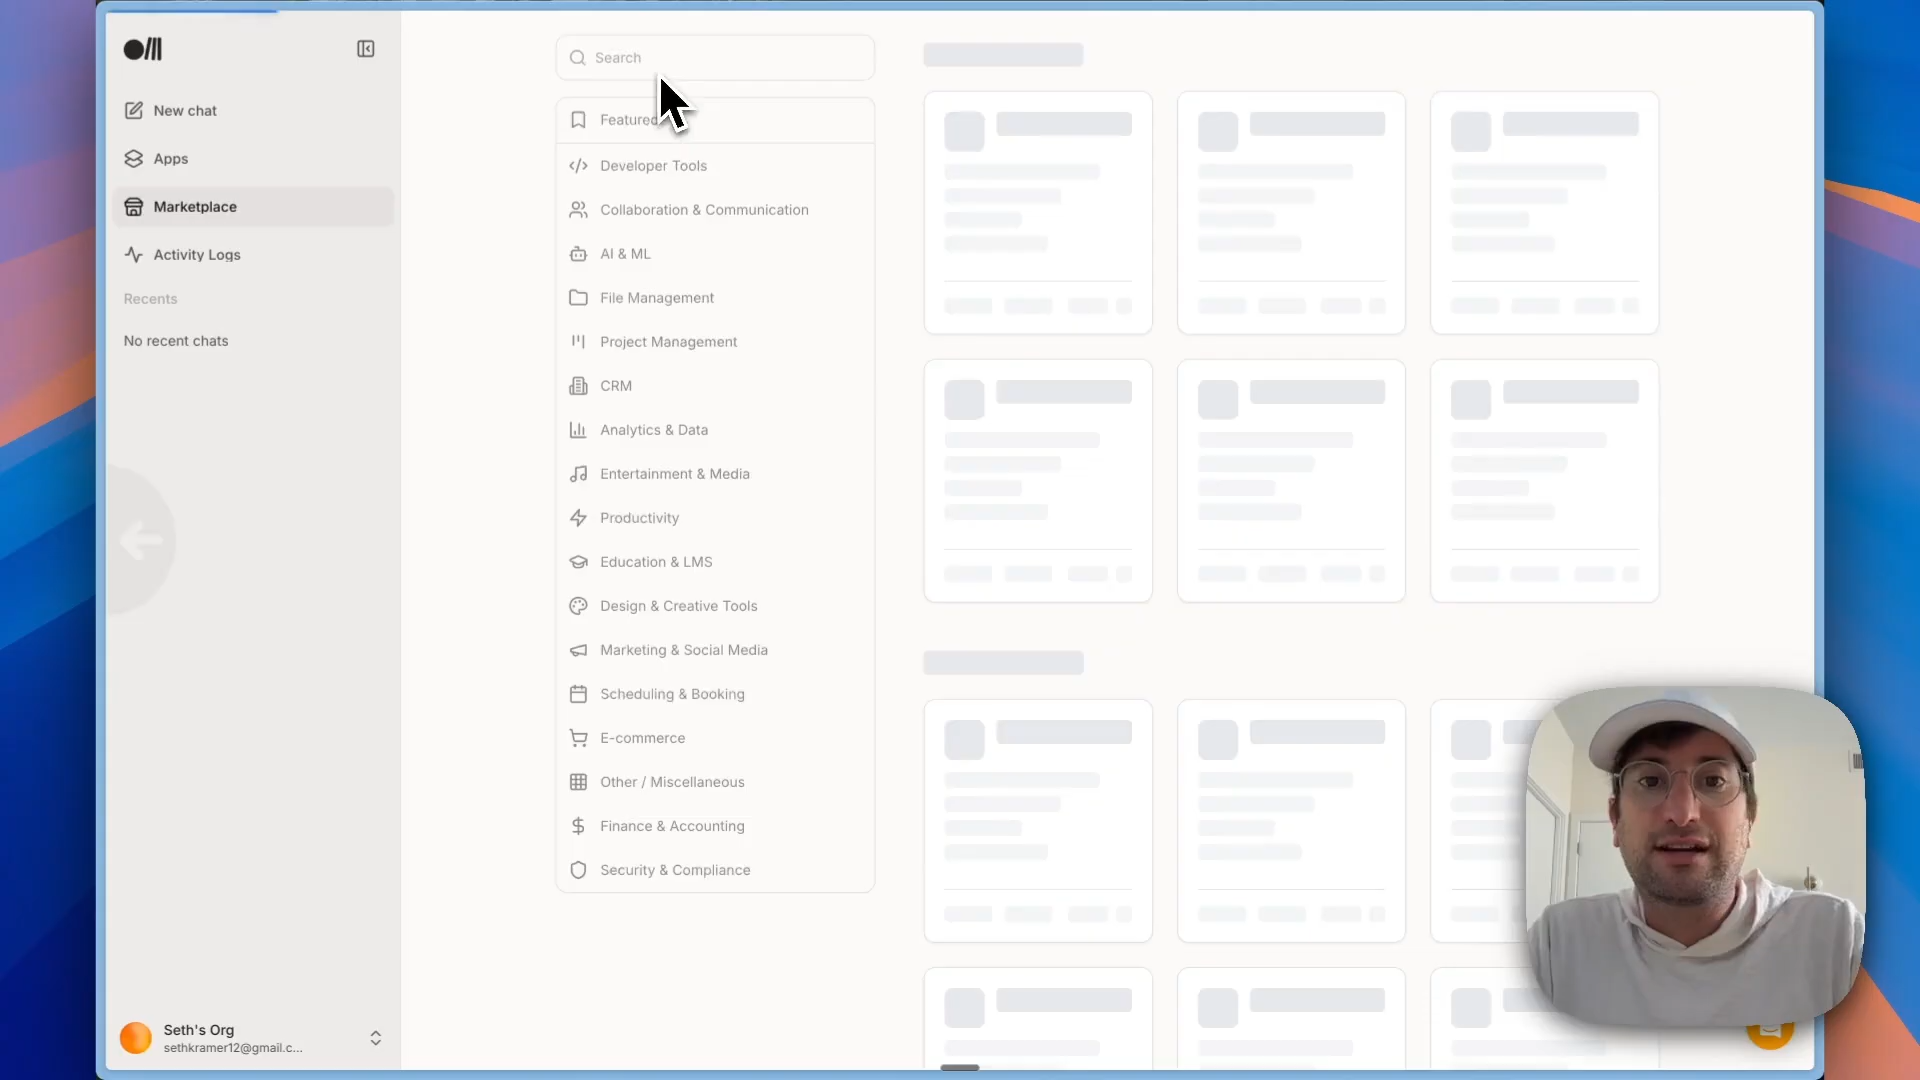 New chat
Apps
Marketplace
Activity Logs
Recents
No recent chats
Seth's Org
sethkramer12@gmail.c...
Search
Featured
Developer Tools
Collaboration & Communication
AI & ML
File Management
Project Management
CRM
Analytics & Data
Entertainment & Media
Productivity
Education & LMS
Design & Creative Tools
Marketing & Social Media
Scheduling & Booking
E-commerce
Other / Miscellaneous
Finance & Accounting
Security & Compliance